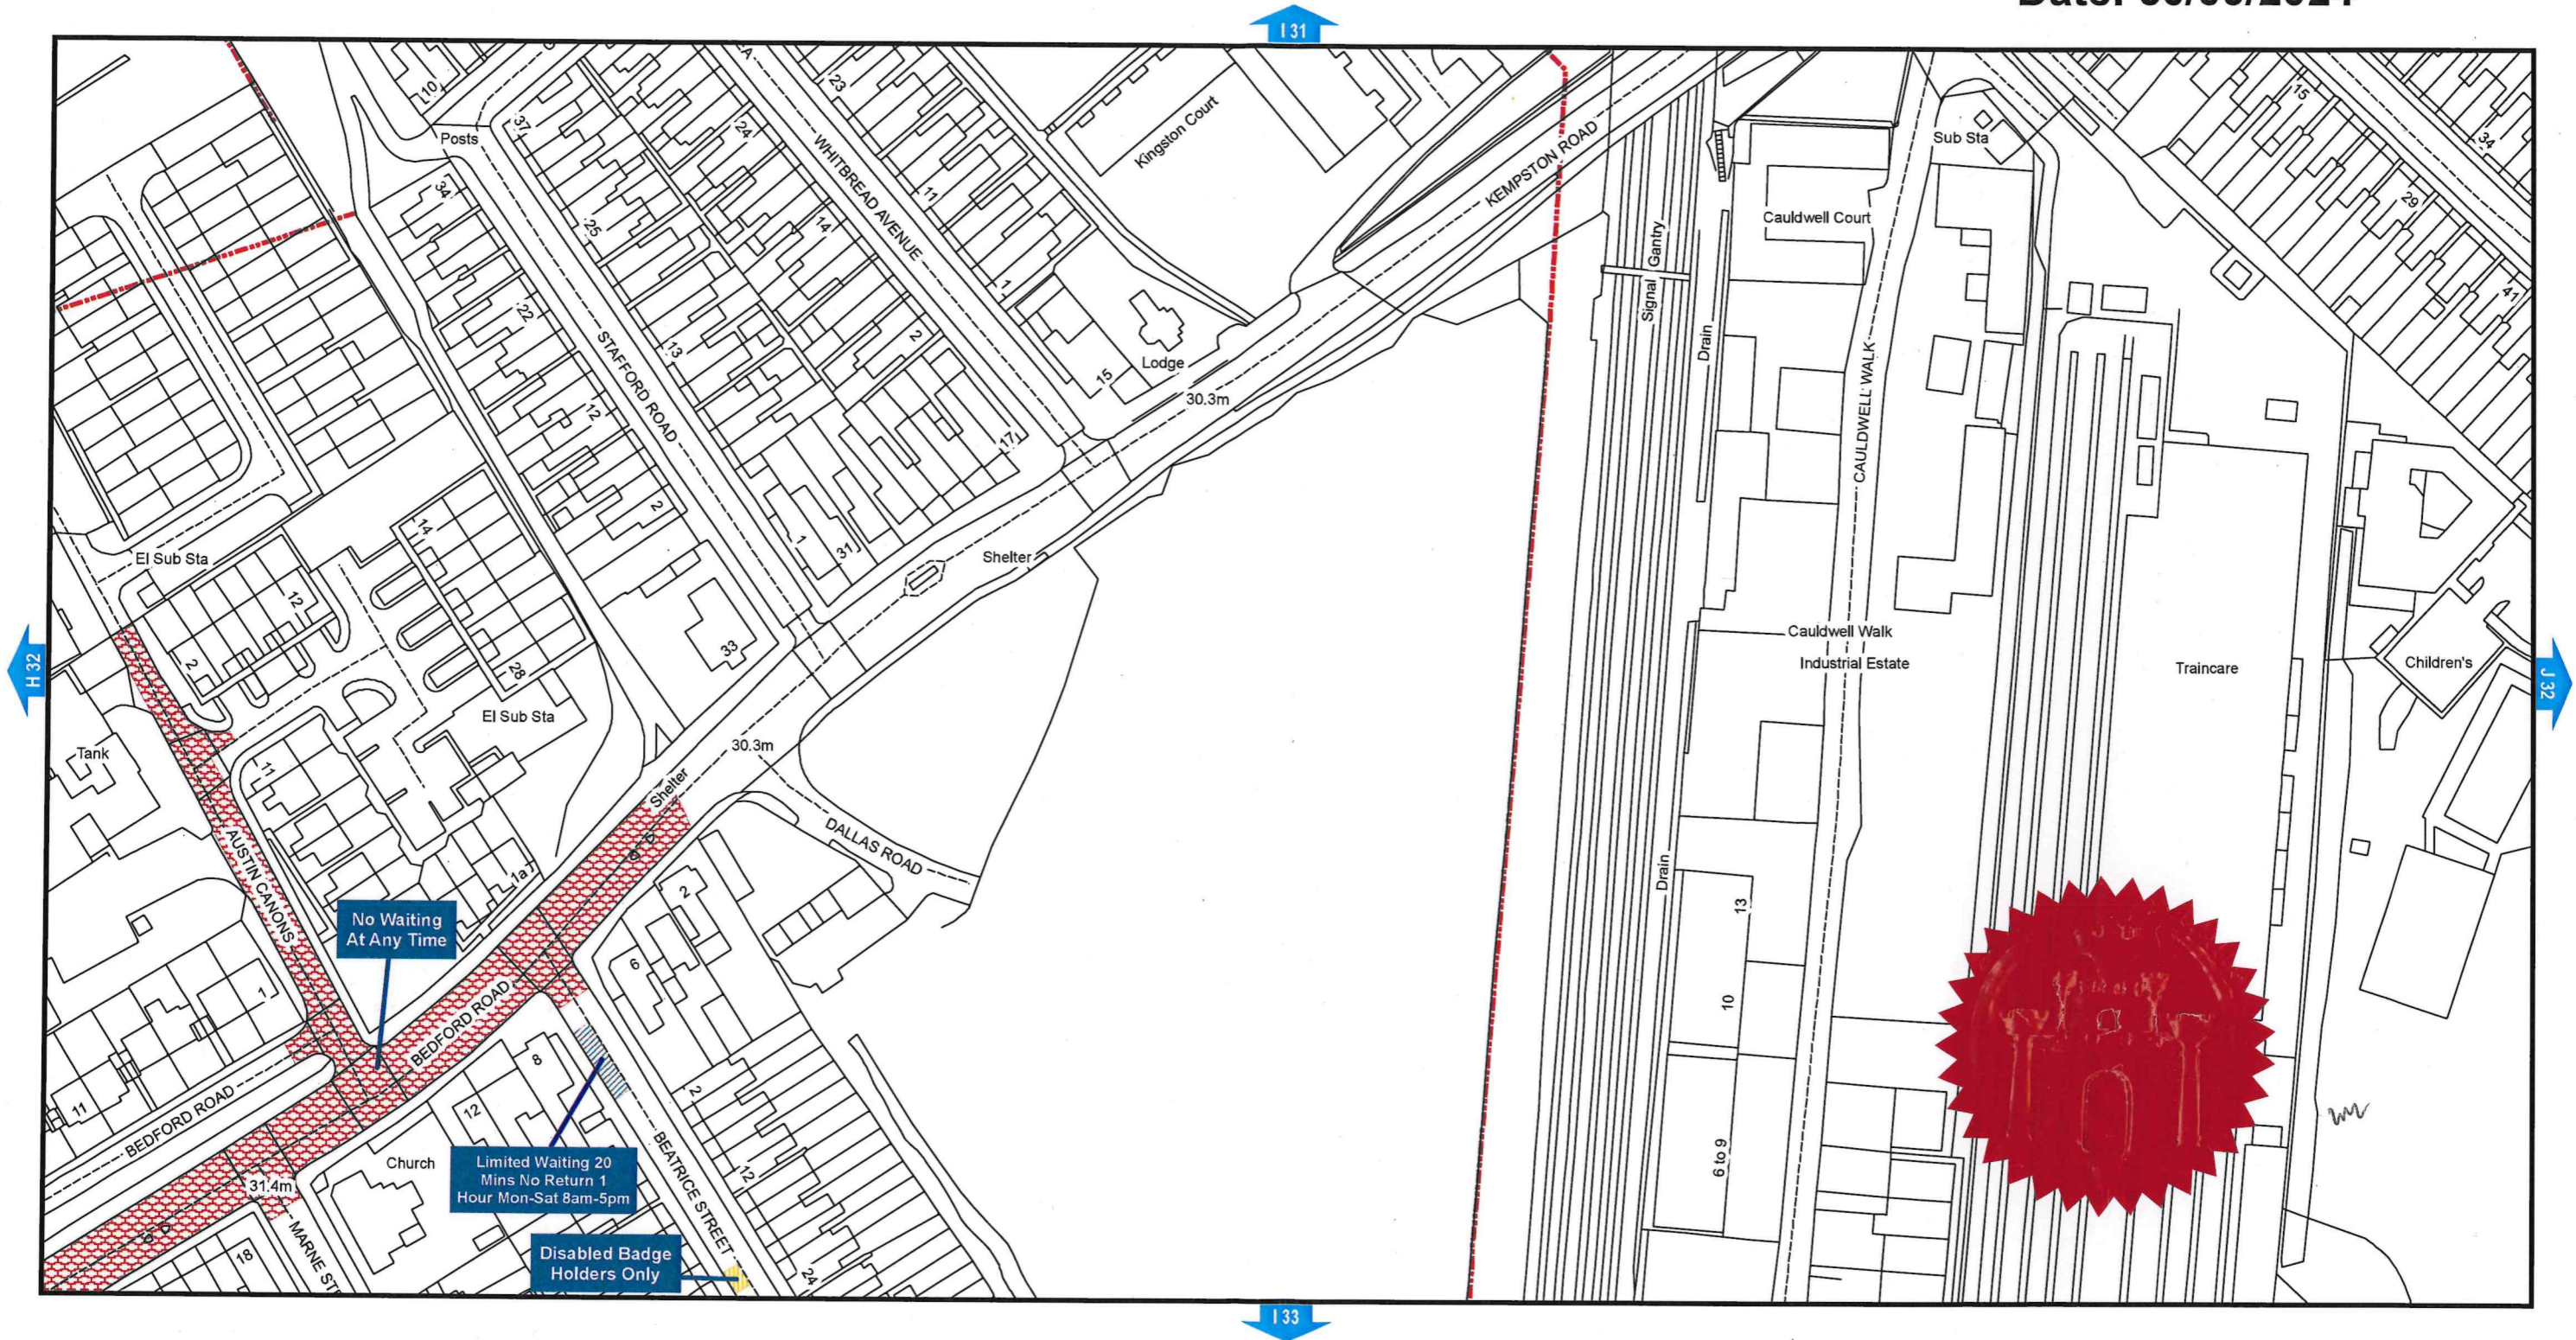 I 31
10
Posts
37
24
23
WHITBREAD AVENUE
Kingston Court
KEMPSTON ROAD
Sub Sta
15
34
34
25
14
11
1
Cauldwell Court
29
41
Signal Gantry
Drain
22
13
2
STAFFORD ROAD
Lodge
15
30.3m
CAULDWELL WALK
12
17
2
14
1
31
El Sub Sta
Shelter
12
2
28
33
Cauldwell Walk
Industrial Estate
Traincare
Children's
H 32
J 32
El Sub Sta
Tank
11
30.3m
Shelter
DALLAS ROAD
AUSTIN CANONS
1a
2
Drain
13
No Waiting
At Any Time
6
1
BEDFORD ROAD
10
8
2
11
BEDFORD ROAD
12
Church
Limited Waiting 20
Mins No Return 1
Hour Mon-Sat 8am-5pm
BEATRICE STREET
12
6 to 9
31.4m
MARNE ST
18
Disabled Badge
Holders Only
24
I 33